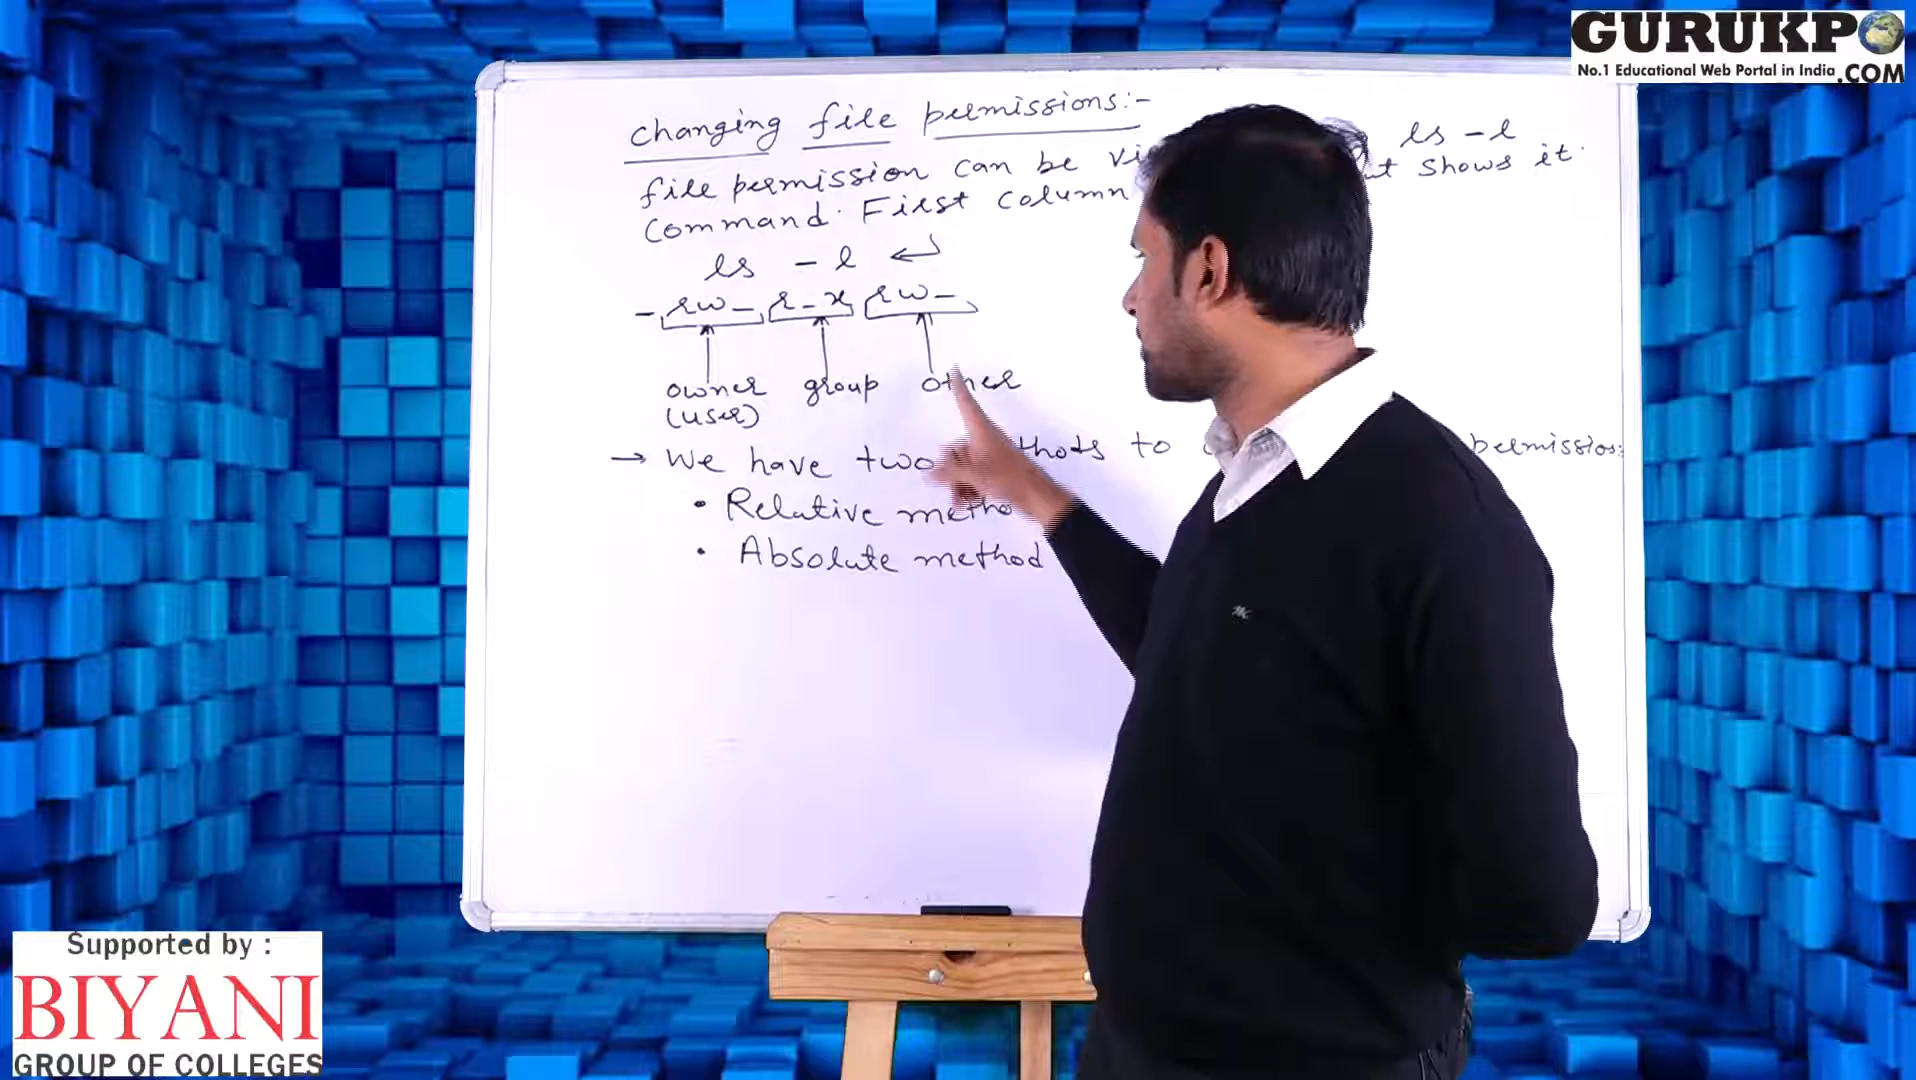 GURUKPO
No.1 Educational Web Portal in India .COM
changing file permissions:-
file permission can be ls -l
command. First column shows it.
ls - l ↵
- rw- r-x rw-
owner group other
(user)
→ We have two to permission:
• Relative
• Absolute method
Supported by :
BIYANI
GROUP OF COLLEGES